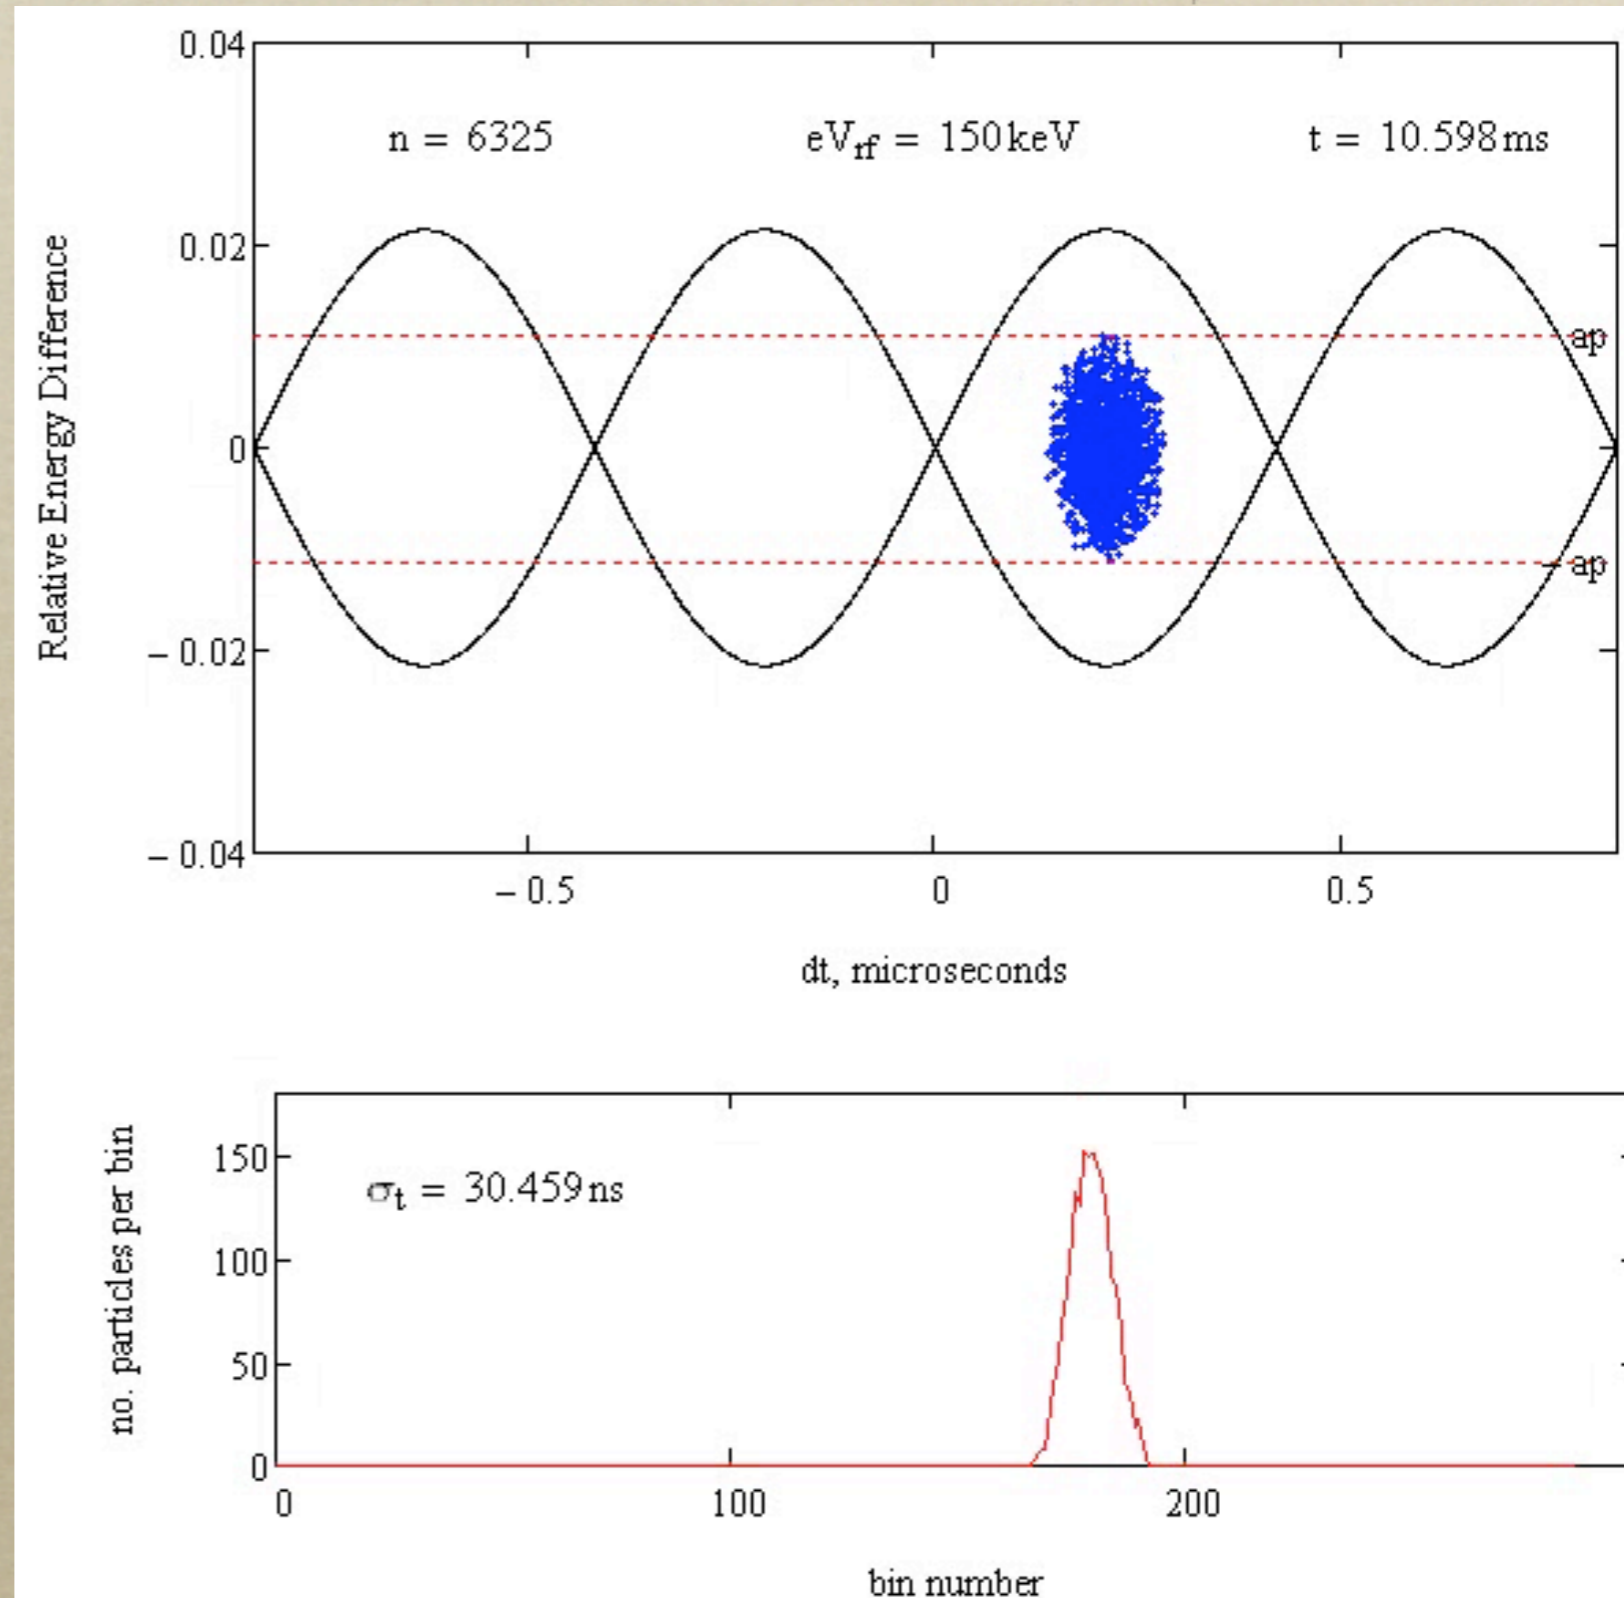 0.04
n = 6325 eVrf = 150 keV t = 10.598 ms
0.02
ap
0
– ap
– 0.02
– 0.04
– 0.5 0 0.5
Relative Energy Difference
dt, microseconds
150
σt = 30.459 ns
100
50
0
0 100 200
no. particles per bin
bin number